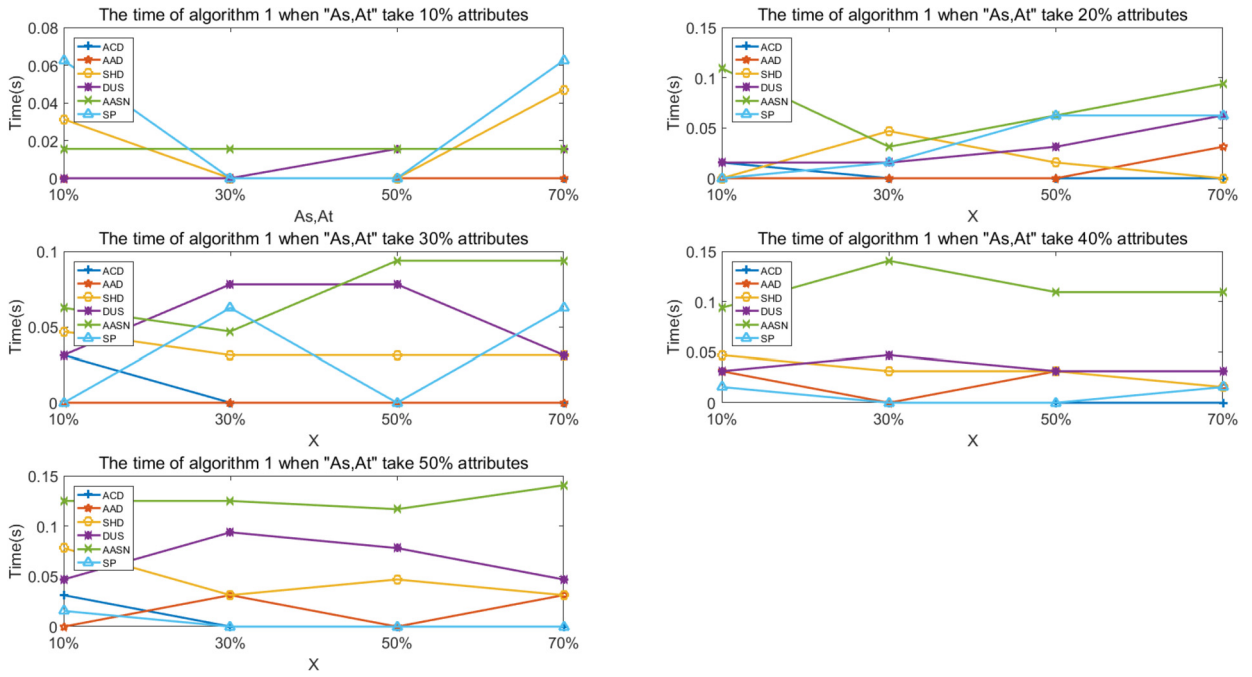 The time of algorithm 1 when "As,At" take 10% attributes
0.08
0.06
0.04
0.02
0
Time(s)
ACD
AAD
SHD
DUS
AASN
SP
10%
30%
50%
70%
As,At
The time of algorithm 1 when "As,At" take 20% attributes
0.15
0.1
0.05
0
Time(s)
ACD
AAD
SHD
DUS
AASN
SP
10%
30%
50%
70%
X
The time of algorithm 1 when "As,At" take 30% attributes
0.1
0.05
0
Time(s)
ACD
AAD
SHD
DUS
AASN
SP
10%
30%
50%
70%
X
The time of algorithm 1 when "As,At" take 40% attributes
0.15
0.1
0.05
0
Time(s)
ACD
AAD
SHD
DUS
AASN
SP
10%
30%
50%
70%
X
The time of algorithm 1 when "As,At" take 50% attributes
0.15
0.1
0.05
0
Time(s)
ACD
AAD
SHD
DUS
AASN
SP
10%
30%
50%
70%
X